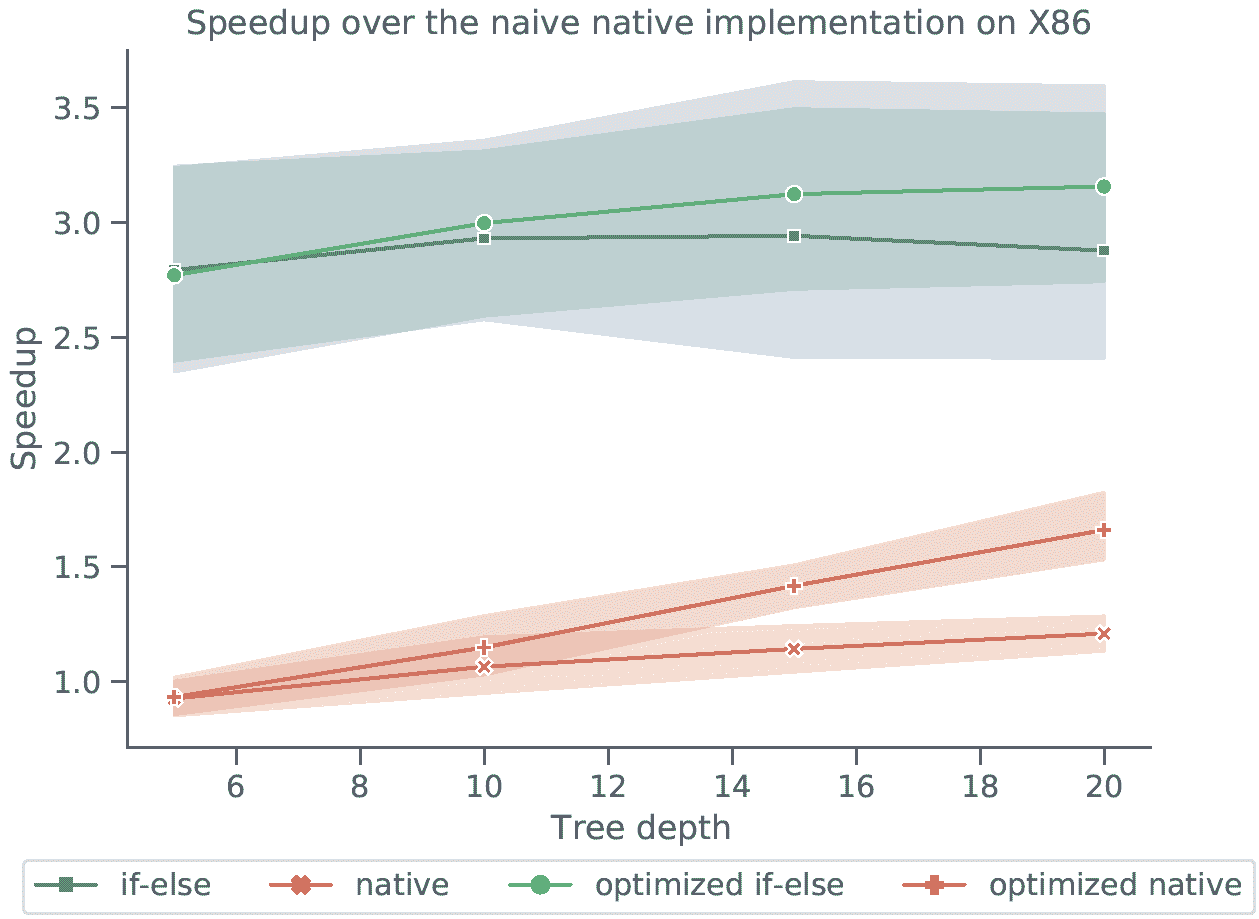 Speedup over the naive native implementation on X86
3.5
3.0
2.5
2.0
1.5
1.0
Speedup
6 8 10 12 14 16 18 20
Tree depth
if-else native optimized if-else optimized native